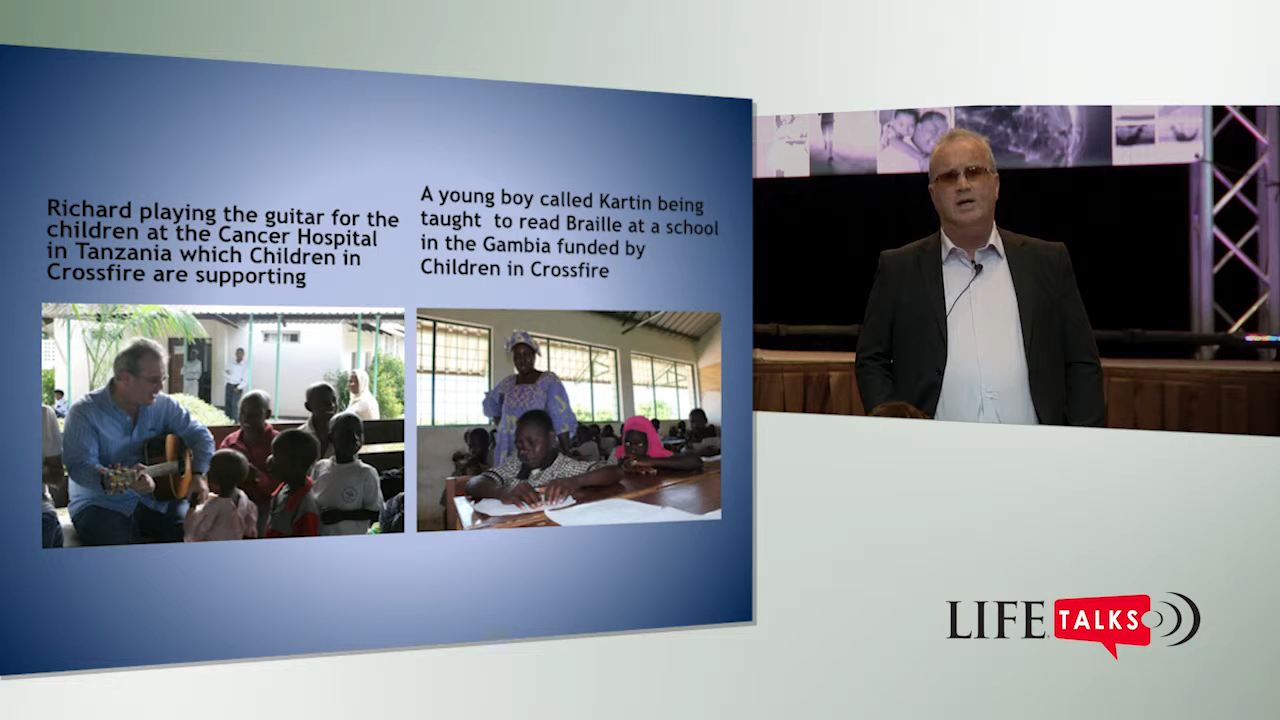 Richard playing the guitar for the
children at the Cancer Hospital
in Tanzania which Children in
Crossfire are supporting
A young boy called Kartin being
taught to read Braille at a school
in the Gambia funded by
Children in Crossfire
LIFE TALKS